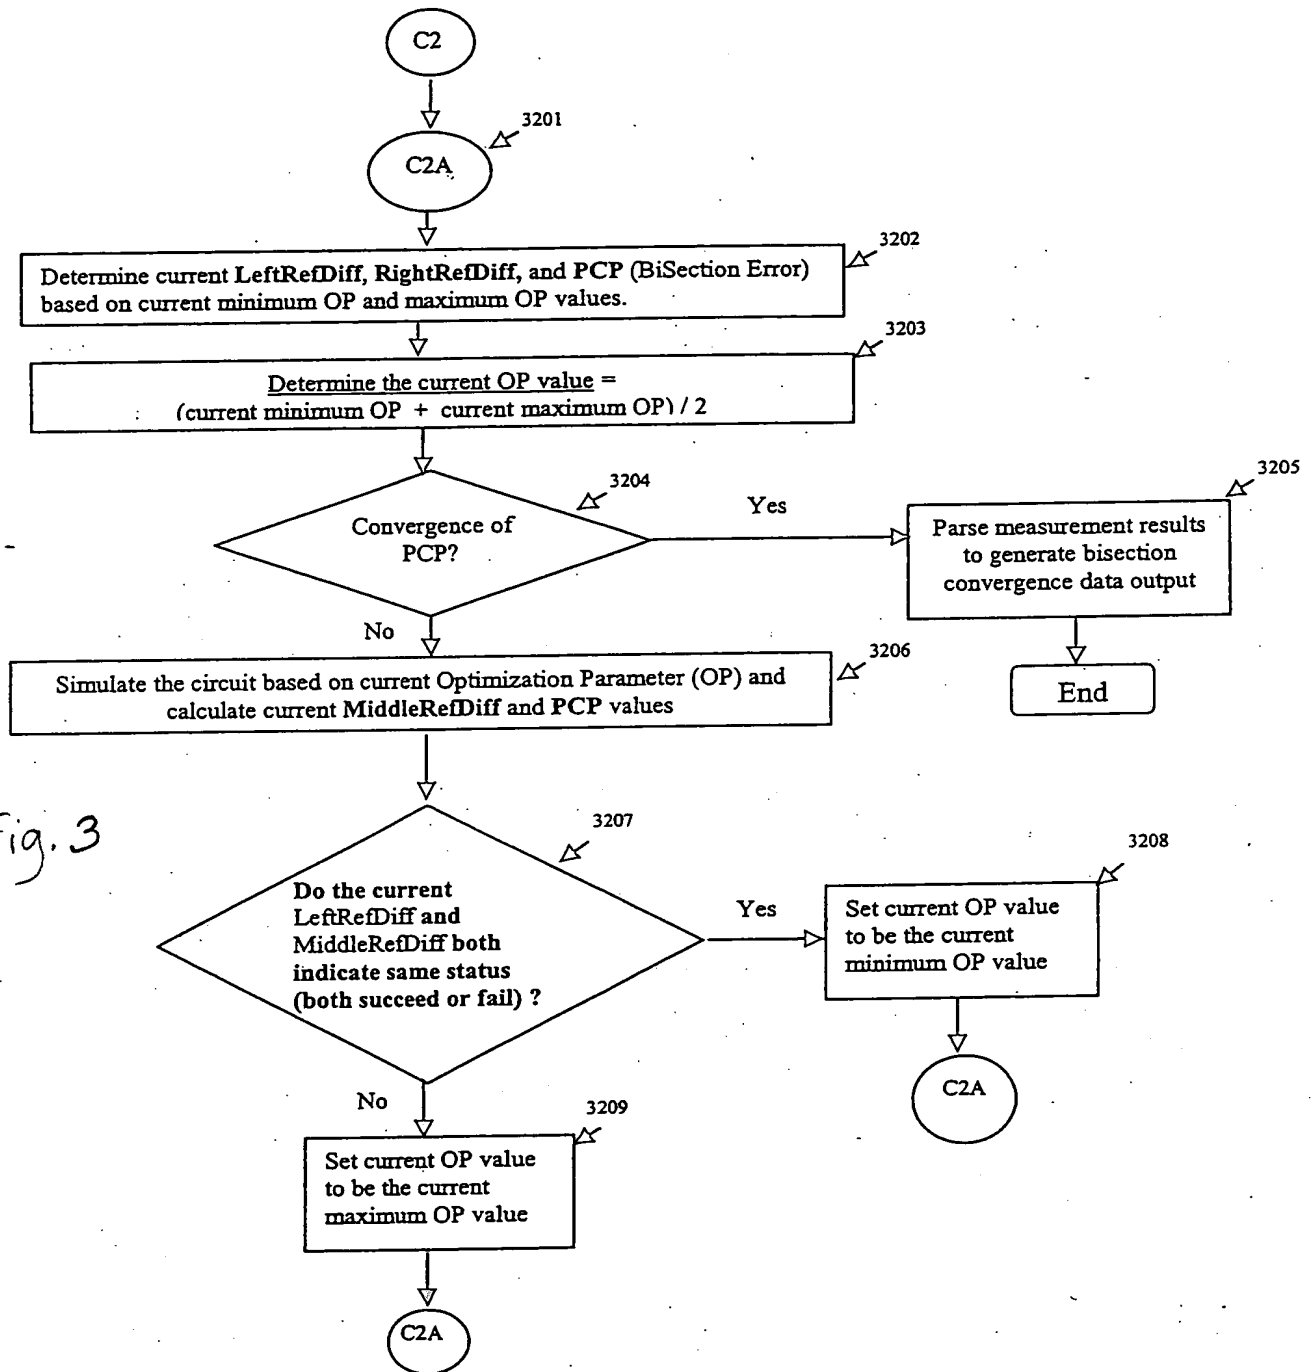 C2
3201
C2A
3202
Determine current LeftRefDiff, RightRefDiff, and PCP (BiSection Error)
based on current minimum OP and maximum OP values.
3203
Determine the current OP value =
(current minimum OP + current maximum OP) / 2
3204
Convergence of
PCP?
Yes
3205
Parse measurement results
to generate bisection
convergence data output
No
End
3206
Simulate the circuit based on current Optimization Parameter (OP) and
calculate current MiddleRefDiff and PCP values
Fig. 3
3207
Do the current
LeftRefDiff and
MiddleRefDiff both
indicate same status
(both succeed or fail) ?
Yes
3208
Set current OP value
to be the current
minimum OP value
C2A
No
3209
Set current OP value
to be the current
maximum OP value
C2A